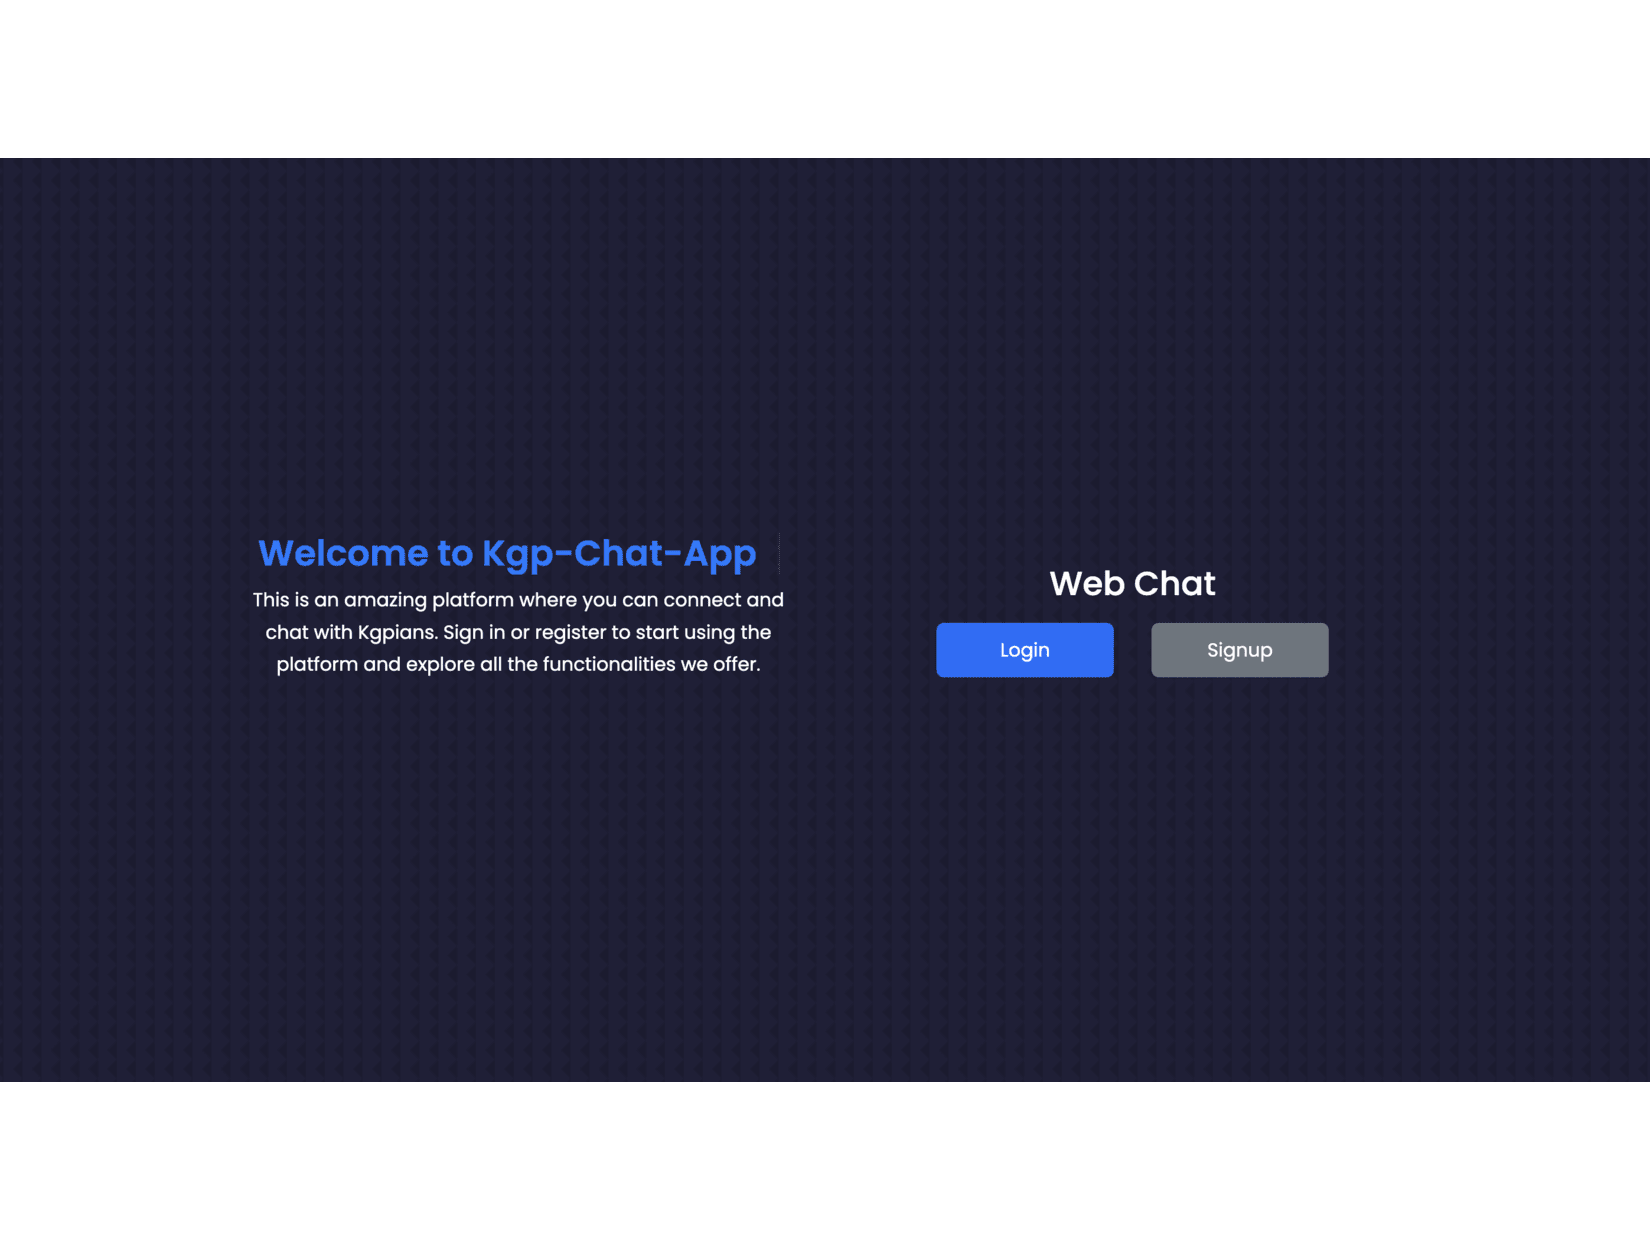 Welcome to Kgp-Chat-App
This is an amazing platform where you can connect and
chat with Kgpians. Sign in or register to start using the
platform and explore all the functionalities we offer.
Web Chat
Login
Signup